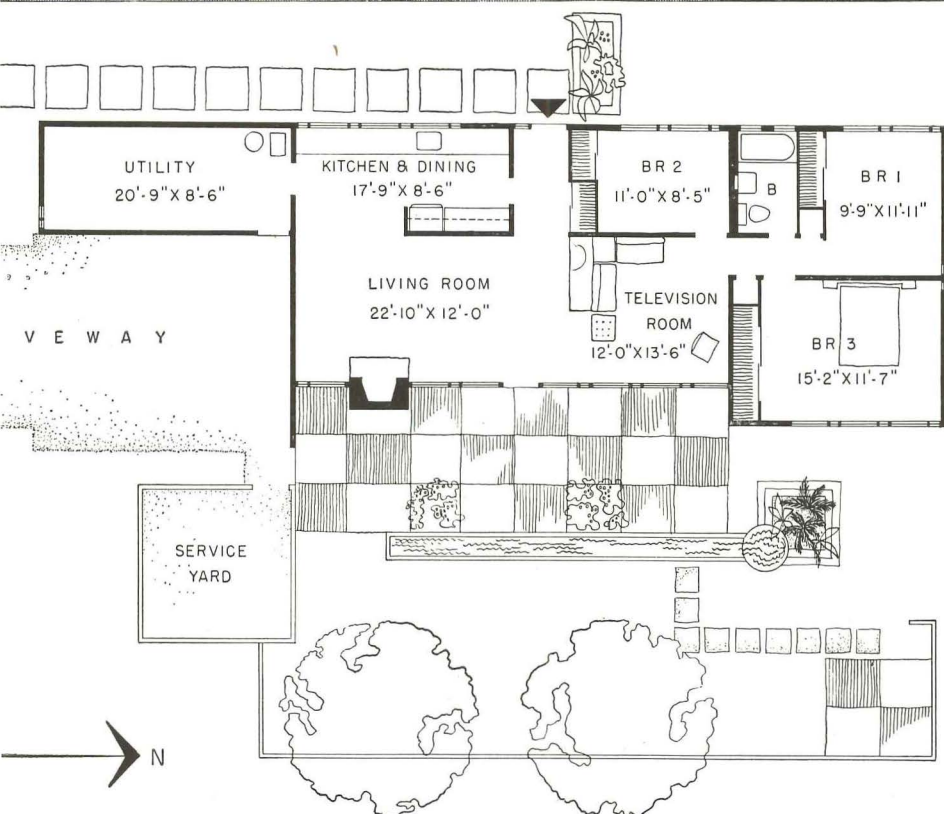 UTILITY
20'-9" X 8'-6"
KITCHEN & DINING
17'-9" X 8'-6"
BR 2
11'-0" X 8'-5"
B
BR 1
9'-9" X 11'-11"
LIVING ROOM
22'-10" X 12'-0"
TELEVISION
ROOM
12'-0" X 13'-6"
BR 3
15'-2" X 11'-7"
VEWAY
SERVICE
YARD
N